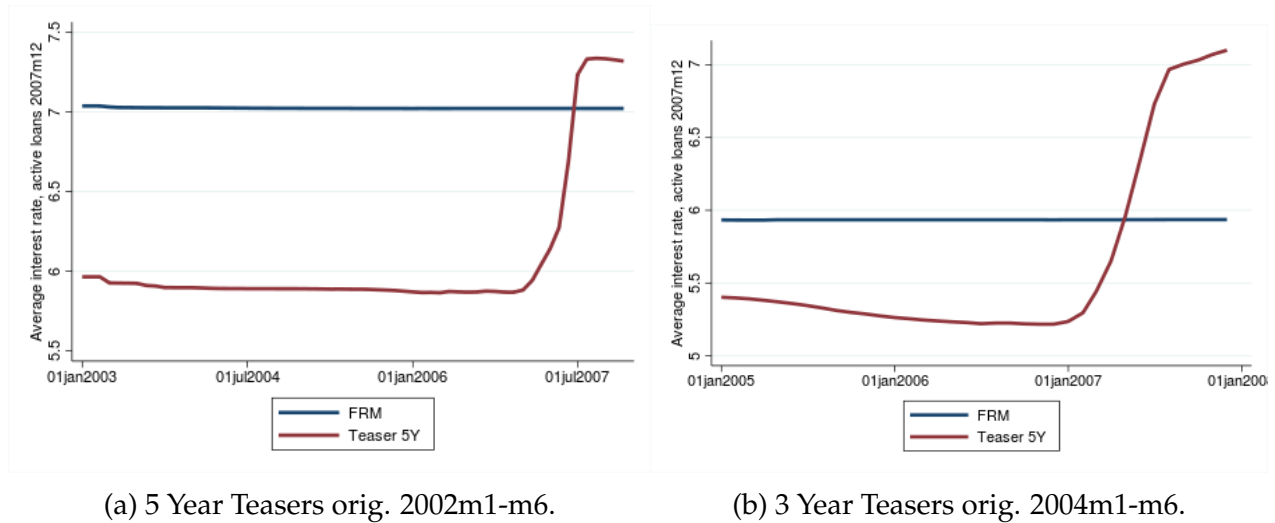 Average interest rate, active loans 2007m12
7.5
7
6.5
6
5.5
01jan2003
01jul2004
01jan2006
01jul2007
FRM
Teaser 5Y
(a) 5 Year Teasers orig. 2002m1-m6.
Average interest rate, active loans 2007m12
7
6.5
6
5.5
5
01jan2005
01jan2006
01jan2007
01jan2008
FRM
Teaser 5Y
(b) 3 Year Teasers orig. 2004m1-m6.